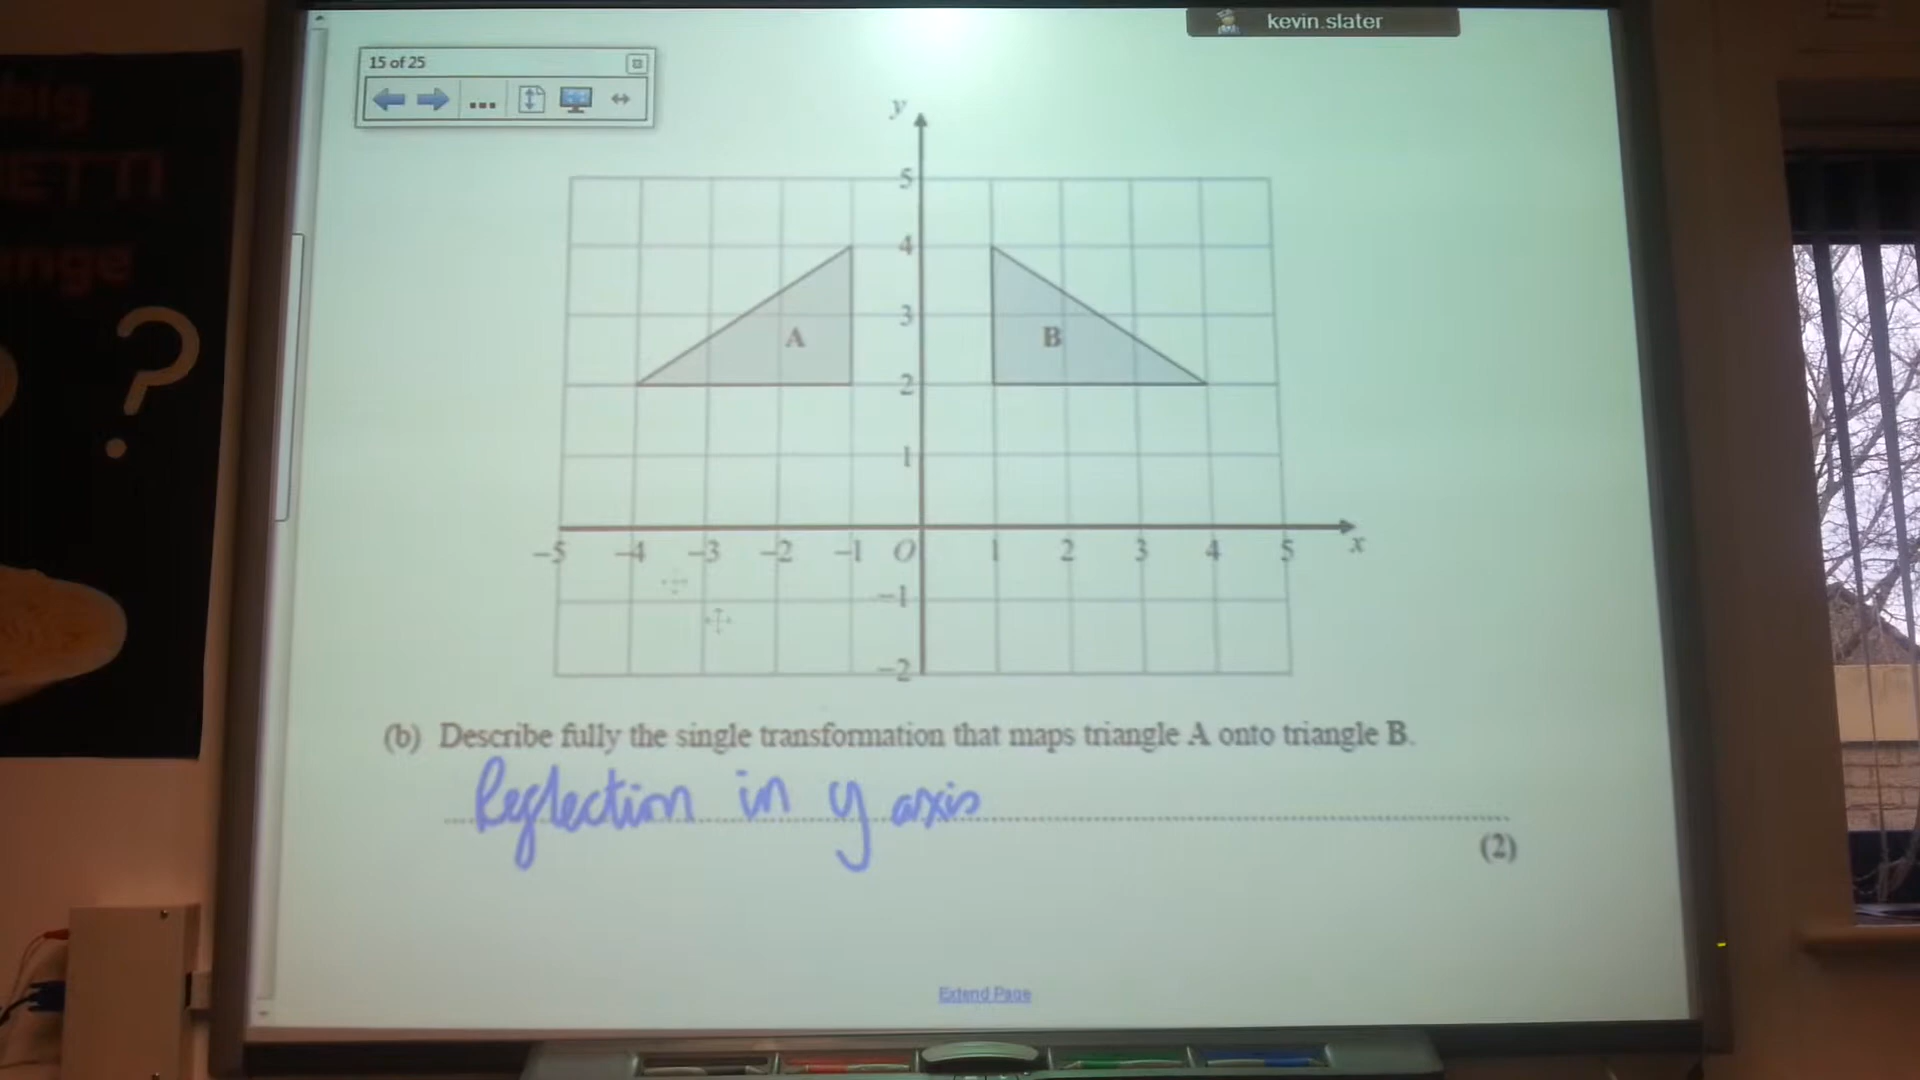 kevin.slater
15 of 25
big
?
y
5
4
3
A
B
2
1
-5 -4 -3 -2 -1 O 1 2 3 4 5 x
-1
-2
(b) Describe fully the single transformation that maps triangle A onto triangle B.
Reflection in y axis
(2)
Extend Page